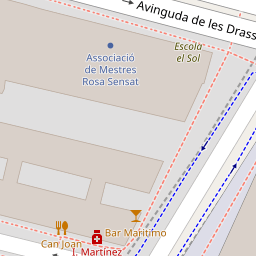 Avinguda de les Drass
Escola
el Sol
Associació
de Mestres
Rosa Sensat
Bar Marítimo
Can Joan
J. Martínez